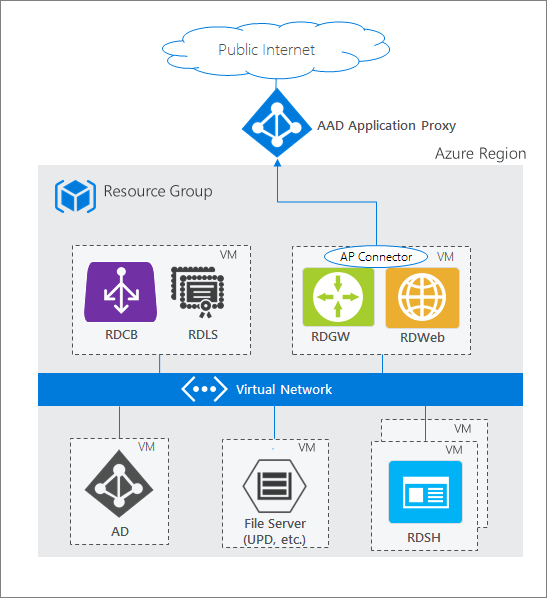 Public Internet
AAD Application Proxy
Azure Region
Resource Group
VM
AP Connector
VM
RDCB
RDLS
RDGW
RDWeb
Virtual Network
VM
VM
VM
VM
AD
File Server
(UPD, etc.)
RDSH